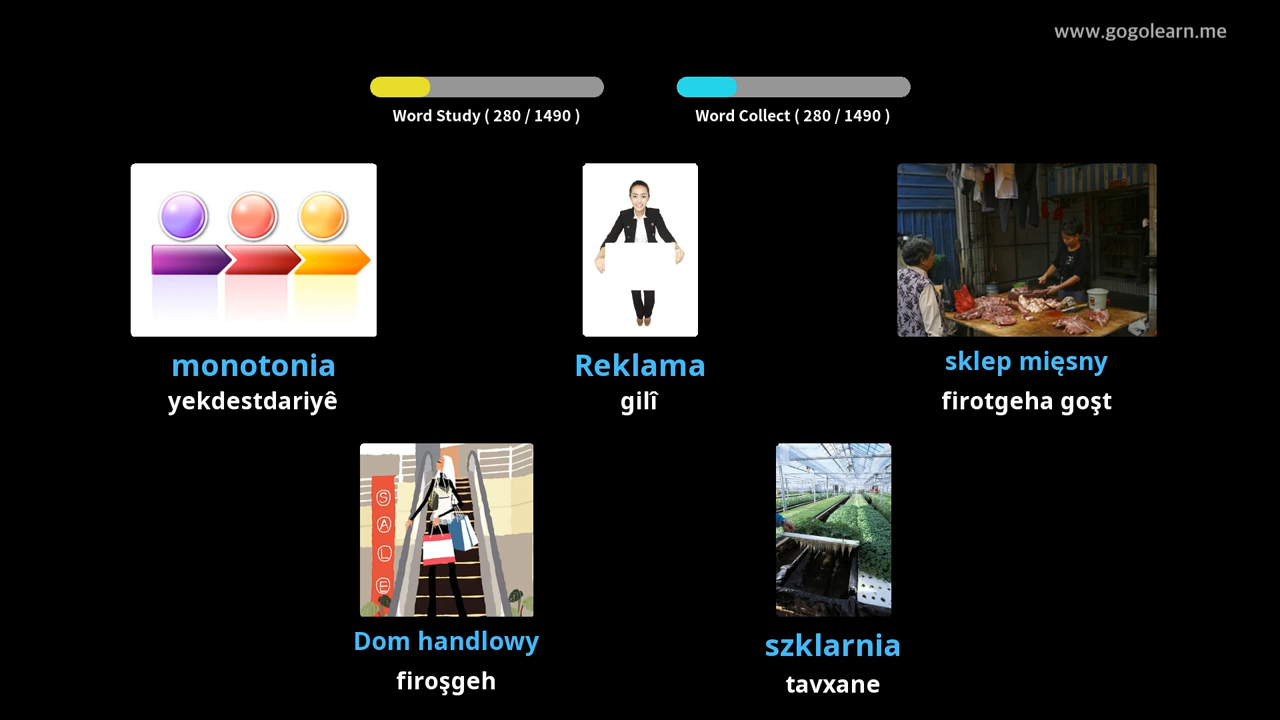 www.gogolearn.me
Word Study ( 280 / 1490 )
Word Collect ( 280 / 1490 )
monotonia
yekdestdariyê
Reklama
gilî
sklep mięsny
firotgeha goşt
SALE
Dom handlowy
firoşgeh
szklarnia
tavxane